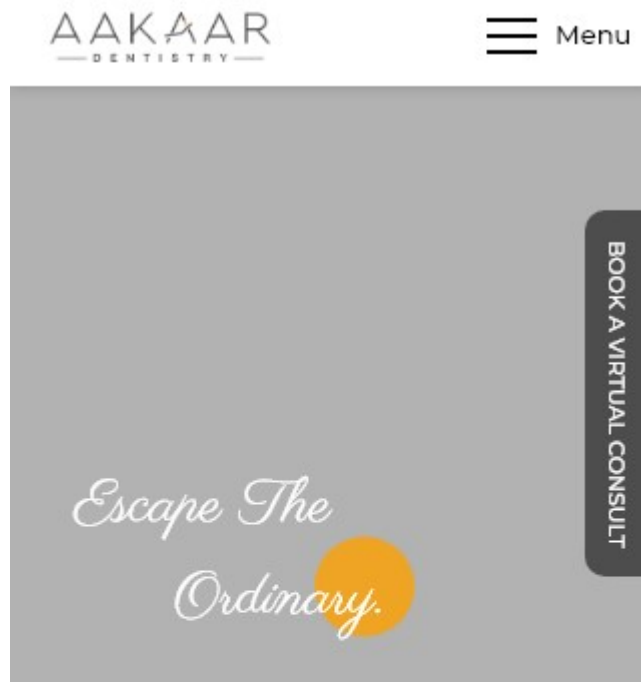 AAKAAR
DENTISTRY
Menu
BOOK A VIRTUAL CONSULT
Escape The
Ordinary.